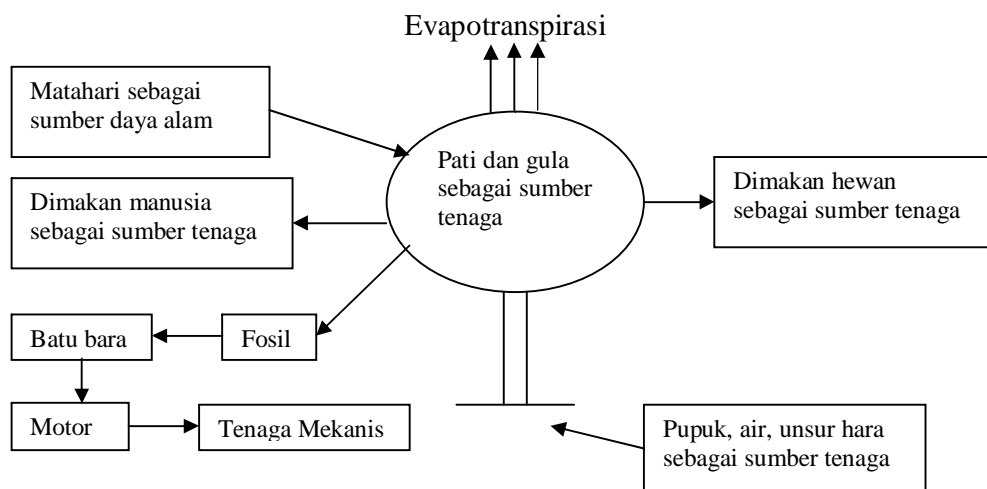 Evapotranspirasi
Matahari sebagai
sumber daya alam
Pati dan gula
sebagai sumber
tenaga
Dimakan manusia
sebagai sumber tenaga
Dimakan hewan
sebagai sumber tenaga
Batu bara
Fosil
Motor
Tenaga Mekanis
Pupuk, air, unsur hara
sebagai sumber tenaga